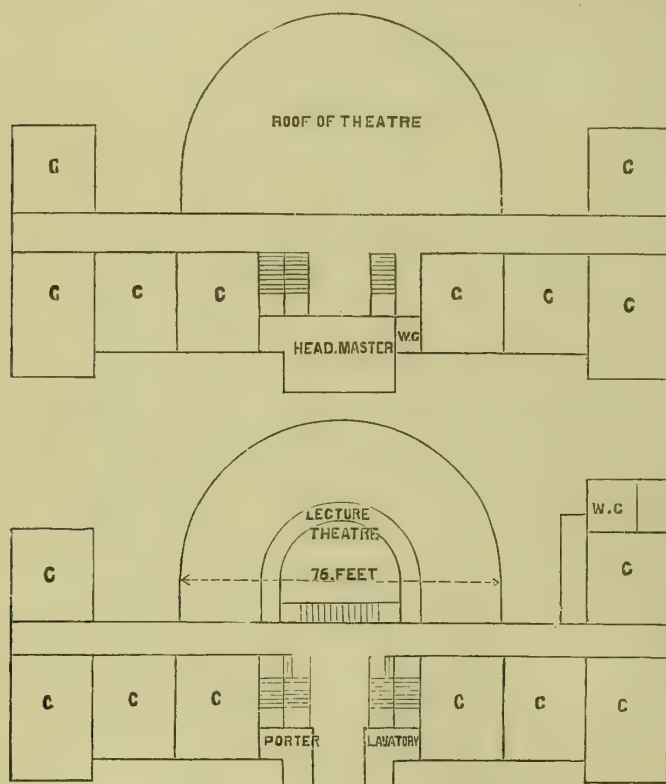 ROOF OF THEATRE
C C
C C C C C C
HEAD.MASTER W.C
LECTURE
THEATRE
W.C
76.FEET
C C
C C C C C C
PORTER LAVATORY